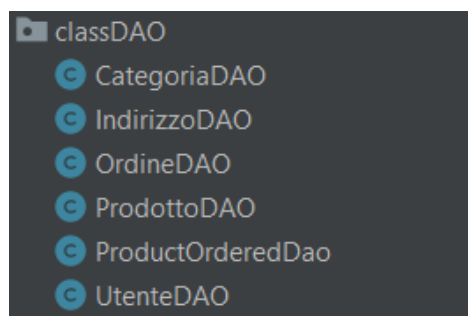 classDAO
C CategoriaDAO
C IndirizzoDAO
C OrdineDAO
C ProdottoDAO
C ProductOrderedDao
C UtenteDAO